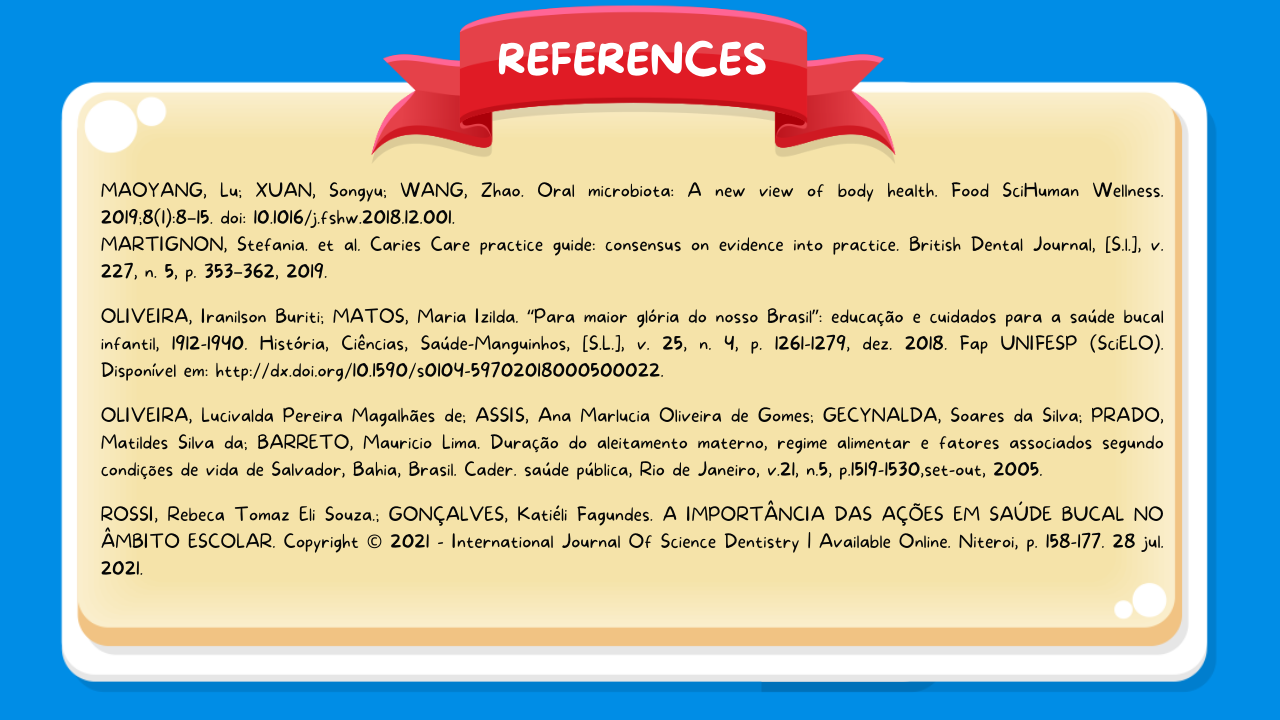 REFERENCES
MAOYANG, Lu; XUAN, Songyu; WANG, Zhao. Oral microbiota: A new view of body health. Food SciHuman Wellness.
2019;8(1):8–15. doi: 10.1016/j.fshw.2018.12.001.
MARTIGNON, Stefania. et al. Caries Care practice guide: consensus on evidence into practice. British Dental Journal, [S.l.], v.
227, n. 5, p. 353–362, 2019.
OLIVEIRA, Iranilson Buriti; MATOS, Maria Izilda. “Para maior glória do nosso Brasil”: educação e cuidados para a saúde bucal
infantil, 1912-1940. História, Ciências, Saúde-Manguinhos, [S.L.], v. 25, n. 4, p. 1261-1279, dez. 2018. Fap UNIFESP (SciELO).
Disponível em: http://dx.doi.org/10.1590/s0104-59702018000500022.
OLIVEIRA, Lucivalda Pereira Magalhães de; ASSIS, Ana Marlucia Oliveira de Gomes; GECYNALDA, Soares da Silva; PRADO,
Matildes Silva da; BARRETO, Mauricio Lima. Duração do aleitamento materno, regime alimentar e fatores associados segundo
condições de vida de Salvador, Bahia, Brasil. Cader. saúde pública, Rio de Janeiro, v.21, n.5, p.1519-1530,set-out, 2005.
ROSSI, Rebeca Tomaz Eli Souza.; GONÇALVES, Katiéli Fagundes. A IMPORTÂNCIA DAS AÇÕES EM SAÚDE BUCAL NO
ÂMBITO ESCOLAR. Copyright © 2021 - International Journal Of Science Dentistry | Available Online. Niteroi, p. 158-177. 28 jul.
2021.